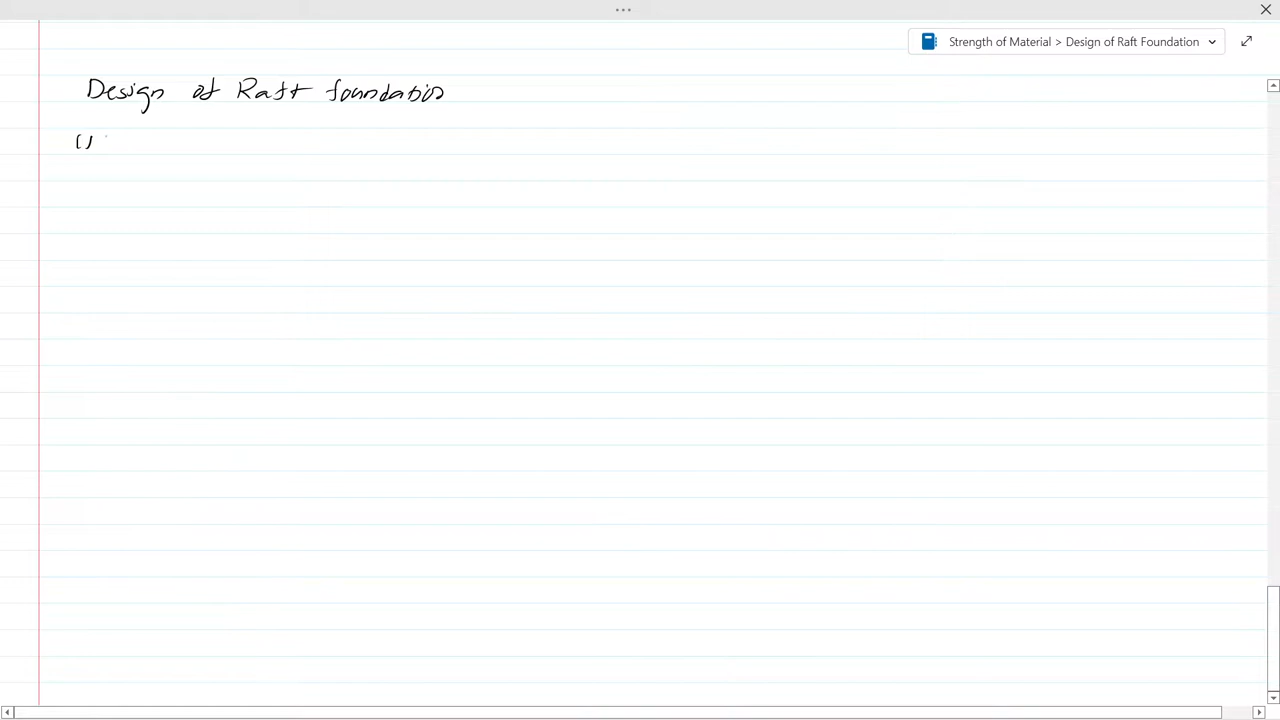 Strength of Material > Design of Raft Foundation
Design of Raft foundation